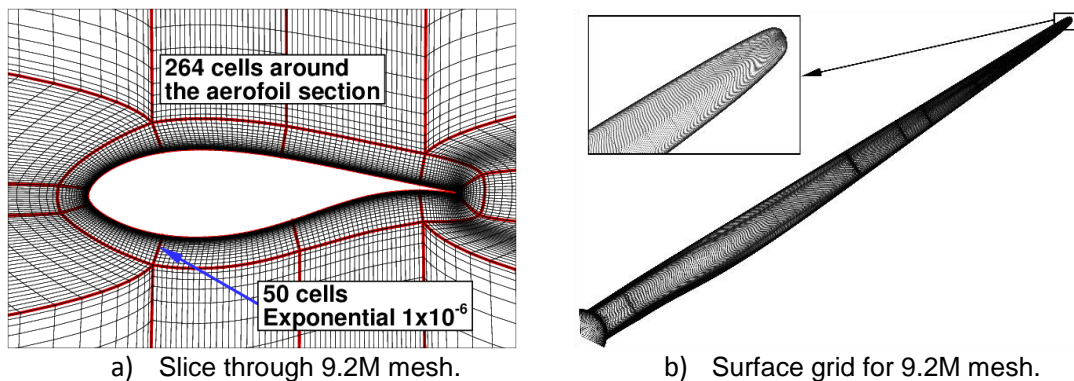 264 cells around
the aerofoil section
50 cells
Exponential 1x10⁻⁶
a) Slice through 9.2M mesh.
b) Surface grid for 9.2M mesh.